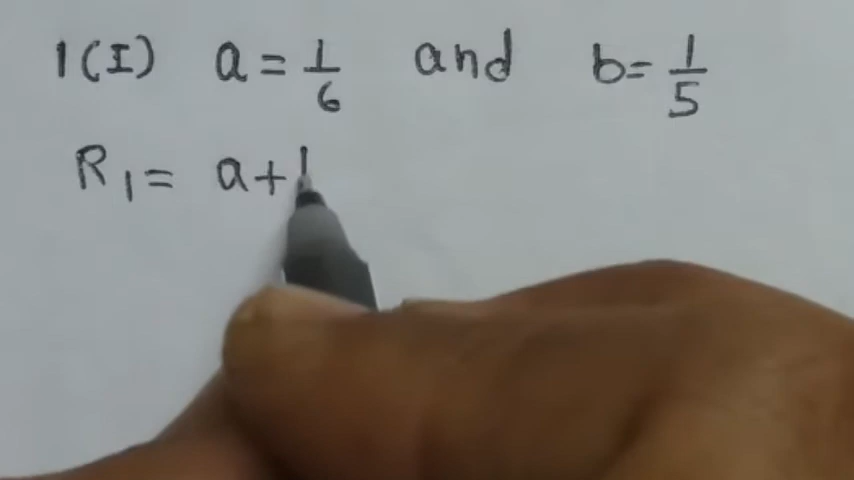 1(I) a = 1/6 and b = 1/5
R1 = a +